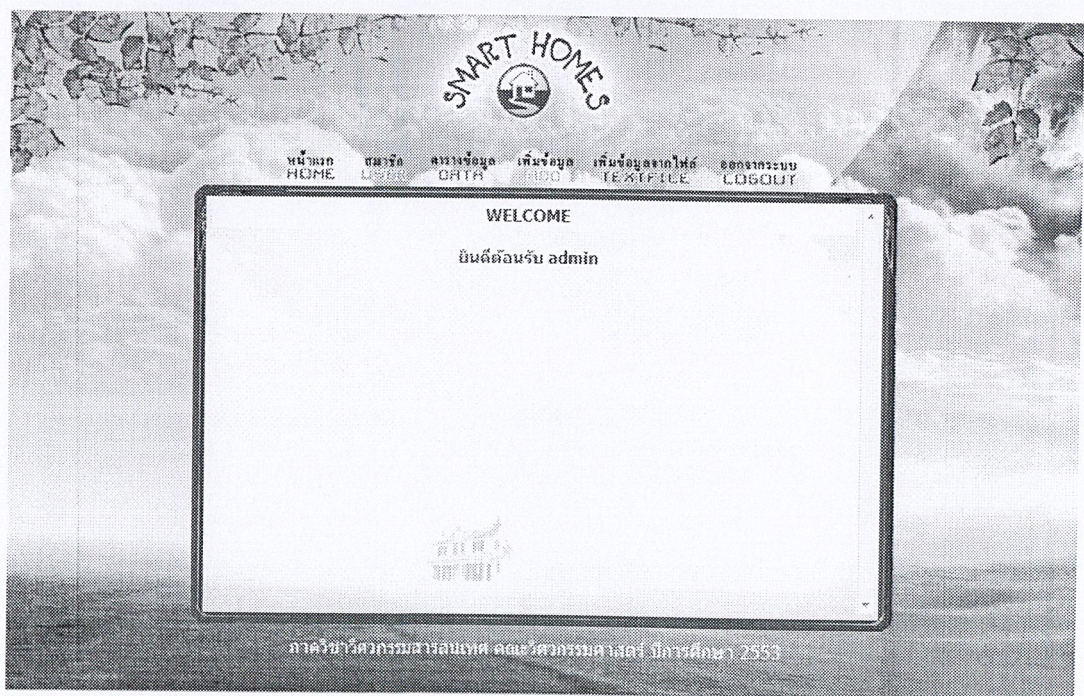 SMART HOMES
หน้าแรก สมาชิก ตารางข้อมูล เพิ่มข้อมูล เพิ่มข้อมูลจากไฟล์ ออกจากระบบ
HOME USER DATA ADD TEXTFILE LOGOUT
WELCOME
ยินดีต้อนรับ admin
ภาควิชาวิศวกรรมสารสนเทศ คณะวิศวกรรมศาสตร์ ปีการศึกษา 2553